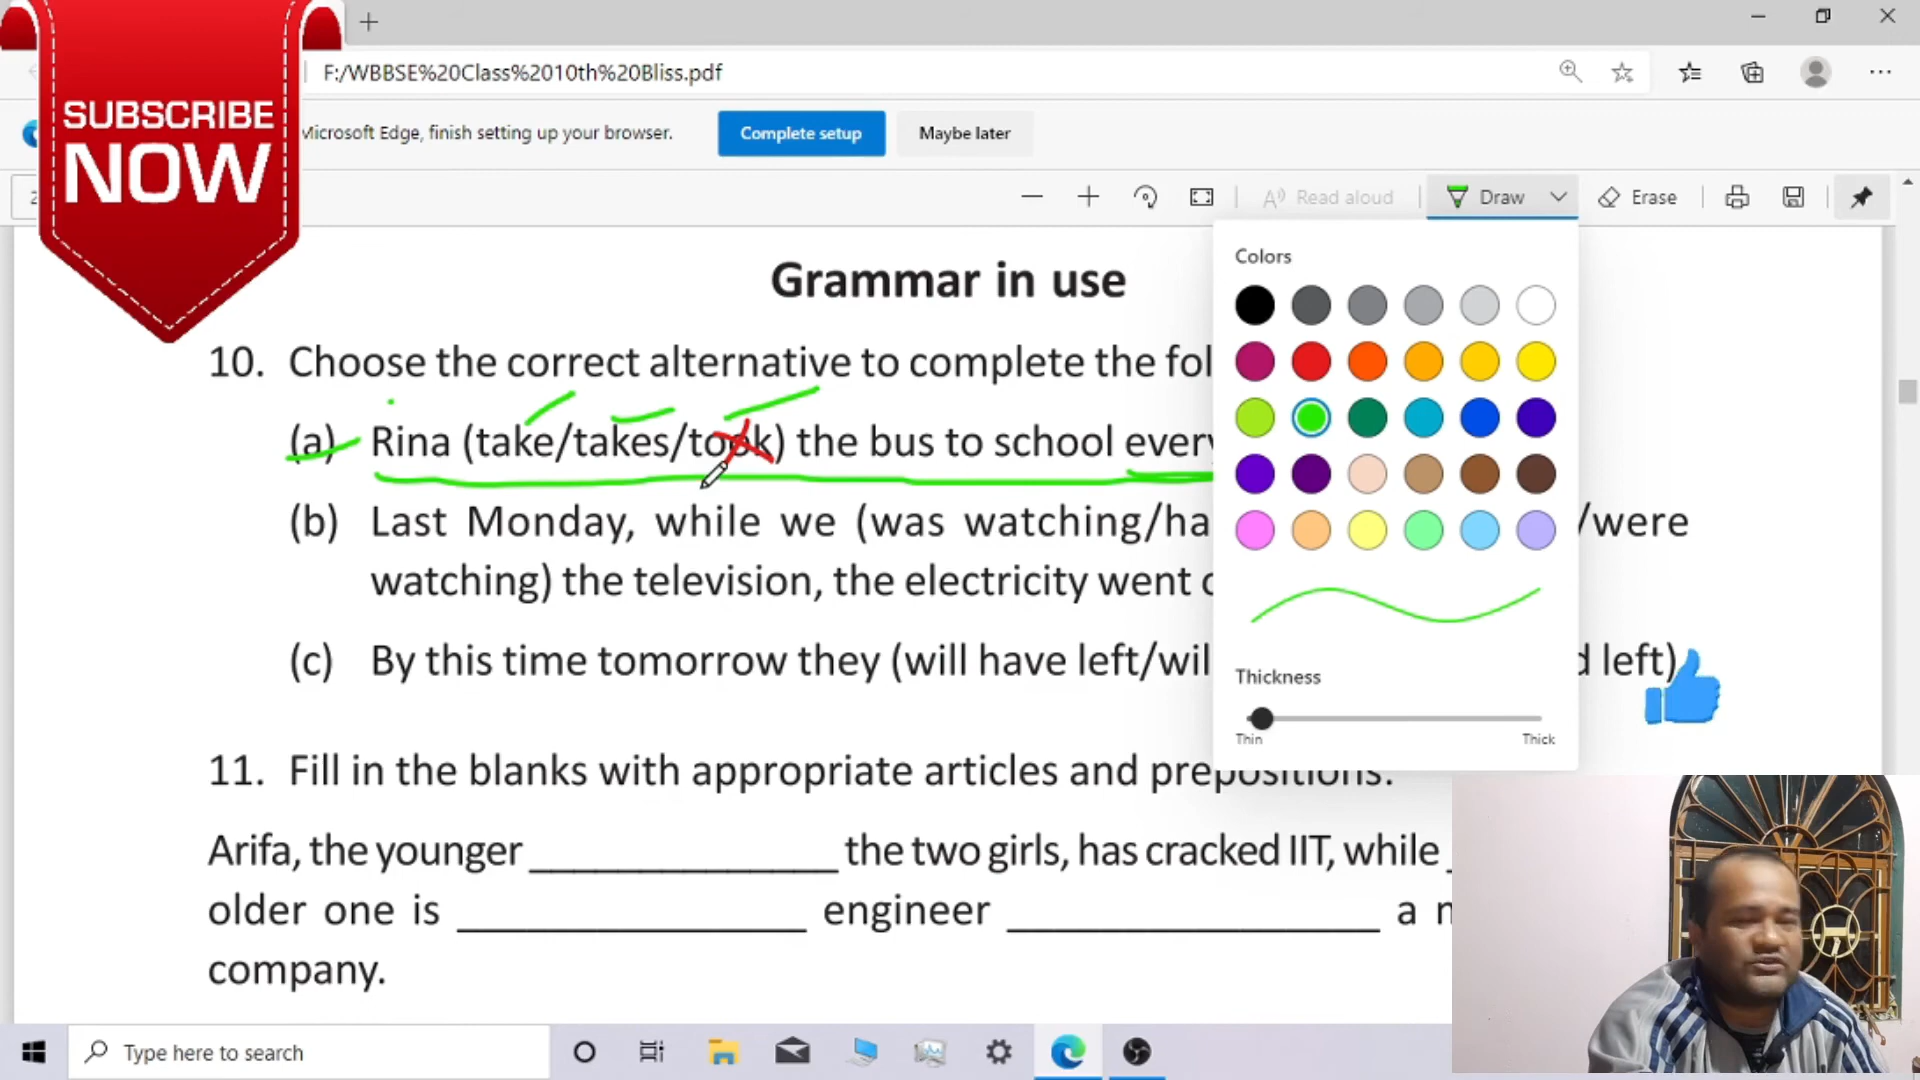 SUBSCRIBE
NOW
F:/WBBSE%20Class%2010th%20Bliss.pdf
Microsoft Edge, finish setting up your browser.
Complete setup
Maybe later
Read aloud
Draw
Erase
Colors
Thickness
Thin
Thick
Grammar in use
10. Choose the correct alternative to complete the
(a) Rina (take/takes/took) the bus to school every
(b) Last Monday, while we (was watching/ /were
watching) the television, the electricity went
(c) By this time tomorrow they (will have left/ left)
11. Fill in the blanks with appropriate articles and prepositions:
Arifa, the younger ______________ the two girls, has cracked IIT, while
older one is ________________ engineer _________________ a
company.
Type here to search